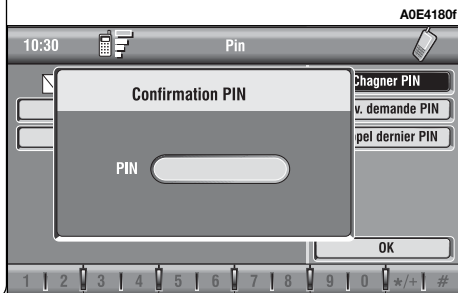 A0E4180f
10:30 Pin
Confirmation PIN
Chagner PIN
v. demande PIN
pel dernier PIN
PIN
OK
1 2 3 4 5 6 7 8 9 0 */+ #